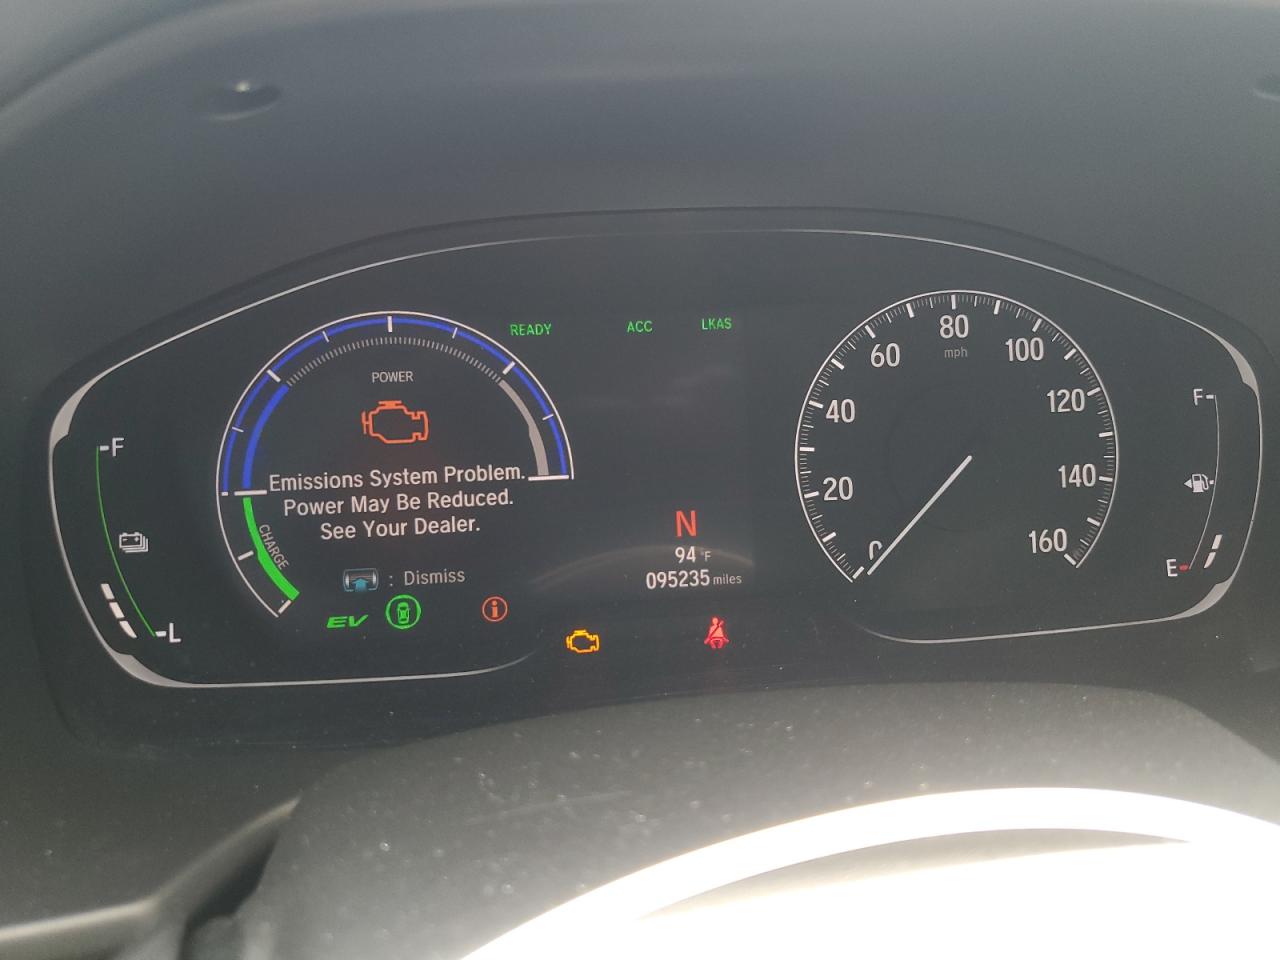 READY
ACC
LKAS
POWER
Emissions System Problem.
Power May Be Reduced.
See Your Dealer.
: Dismiss
CHARGE
EV
i
F
L
N
94 °F
095235 miles
0
20
40
60
80
mph
100
120
140
160
F
E